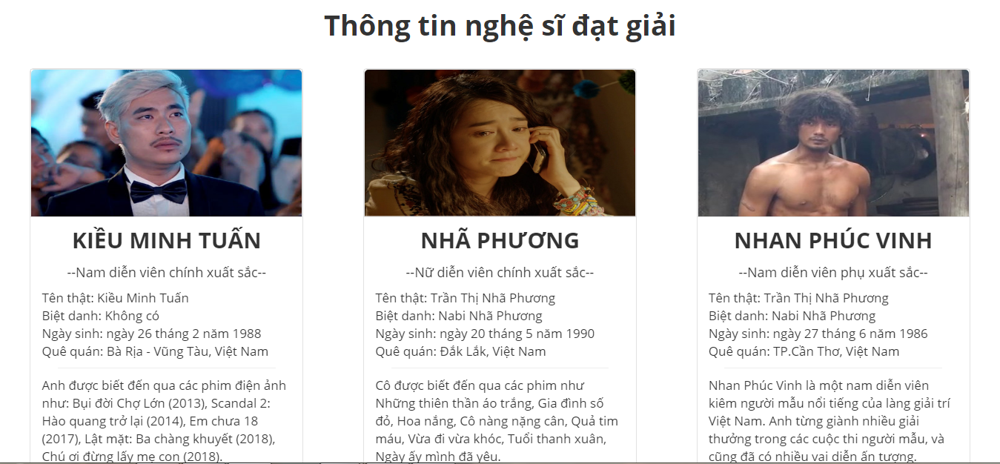 Thông tin nghệ sĩ đạt giải
KIỀU MINH TUẤN
--Nam diễn viên chính xuất sắc--
Tên thật: Kiều Minh Tuấn
Biệt danh: Không có
Ngày sinh: ngày 26 tháng 2 năm 1988
Quê quán: Bà Rịa - Vũng Tàu, Việt Nam
Anh được biết đến qua các phim điện ảnh
như: Bụi đời Chợ Lớn (2013), Scandal 2:
Hào quang trở lại (2014), Em chưa 18
(2017), Lật mặt: Ba chàng khuyết (2018),
Chú ơi đừng lấy mẹ con (2018).
NHÃ PHƯƠNG
--Nữ diễn viên chính xuất sắc--
Tên thật: Trần Thị Nhã Phương
Biệt danh: Nabi Nhã Phương
Ngày sinh: ngày 20 tháng 5 năm 1990
Quê quán: Đắk Lắk, Việt Nam
Cô được biết đến qua các phim như
Những thiên thần áo trắng, Gia đình số
đỏ, Hoa nắng, Cô nàng nặng cân, Quả tim
máu, Vừa đi vừa khóc, Tuổi thanh xuân,
Ngày ấy mình đã yêu.
NHAN PHÚC VINH
--Nam diễn viên phụ xuất sắc--
Tên thật: Trần Thị Nhã Phương
Biệt danh: Nabi Nhã Phương
Ngày sinh: ngày 27 tháng 6 năm 1986
Quê quán: TP.Cần Thơ, Việt Nam
Nhan Phúc Vinh là một nam diễn viên
kiêm người mẫu nổi tiếng của làng giải trí
Việt Nam. Anh từng giành nhiều giải
thưởng trong các cuộc thi người mẫu, và
cũng đã có nhiều vai diễn ấn tượng.